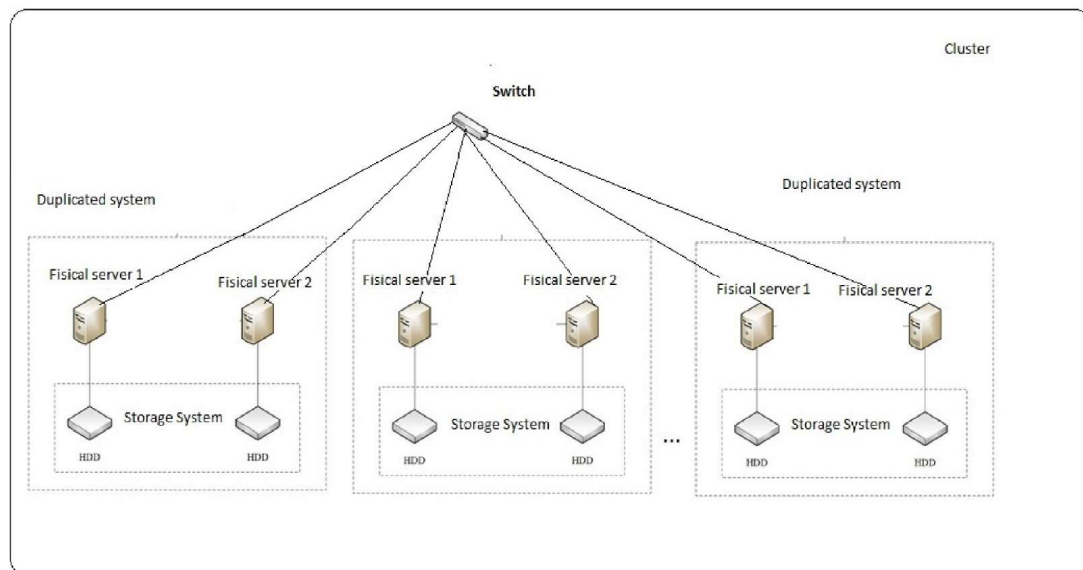 Cluster
Switch
Duplicated system
Duplicated system
Fisical server 1
Fisical server 2
Fisical server 1
Fisical server 2
Fisical server 1
Fisical server 2
Storage System
HDD
HDD
Storage System
HDD
HDD
...
Storage System
HDD
HDD